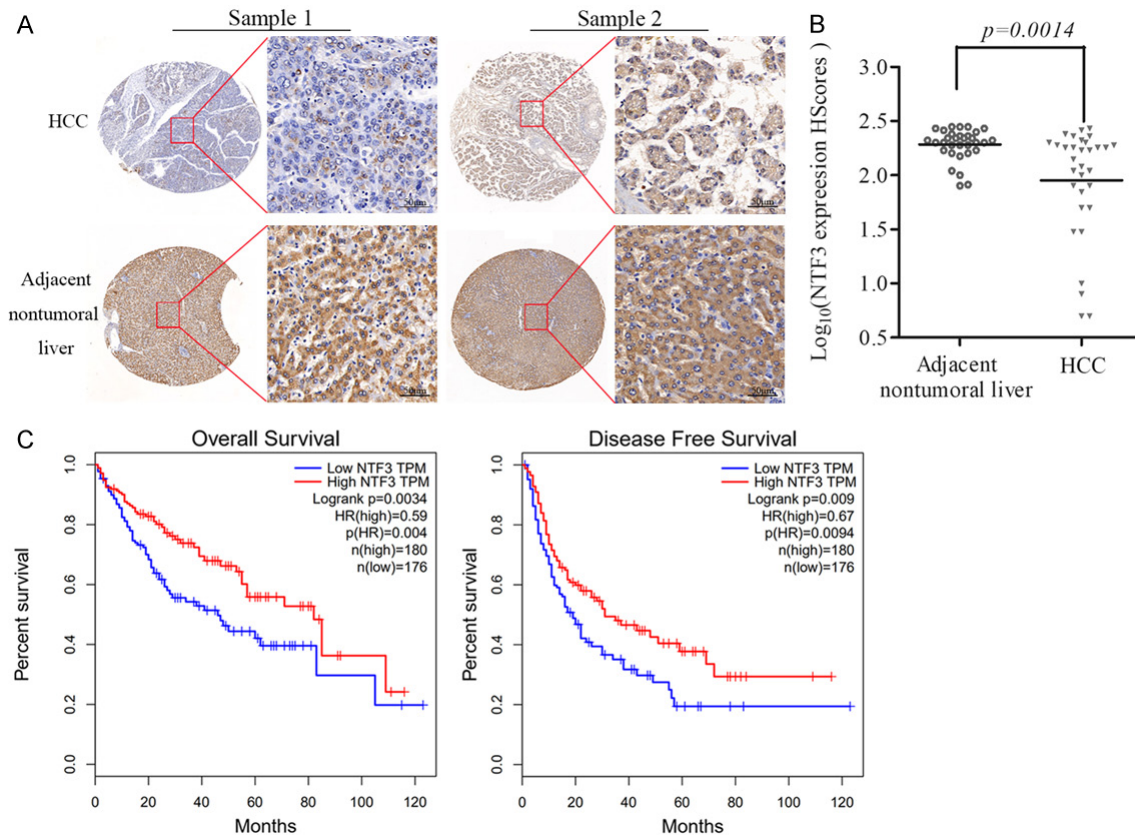 A
Sample 1
Sample 2
HCC
50μm
50μm
Adjacent
nontumoral
liver
50μm
50μm
B
p=0.0014
Log10(NTF3 expreesion HScores )
3.0
2.5
2.0
1.5
1.0
0.5
Adjacent
nontumoral liver
HCC
C
Overall Survival
Low NTF3 TPM
High NTF3 TPM
Logrank p=0.0034
HR(high)=0.59
p(HR)=0.004
n(high)=180
n(low)=176
Percent survival
1.0
0.8
0.6
0.4
0.2
0.0
0 20 40 60 80 100 120
Months
Disease Free Survival
Low NTF3 TPM
High NTF3 TPM
Logrank p=0.009
HR(high)=0.67
p(HR)=0.0094
n(high)=180
n(low)=176
Percent survival
1.0
0.8
0.6
0.4
0.2
0.0
0 20 40 60 80 100 120
Months